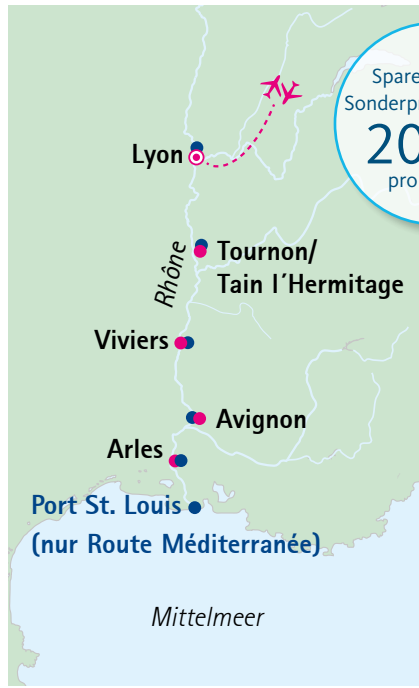 Spare
Sonderp
20
pro
Lyon
Rhône
Tournon/
Tain l´Hermitage
Viviers
Avignon
Arles
Port St. Louis
(nur Route Méditerranée)
Mittelmeer